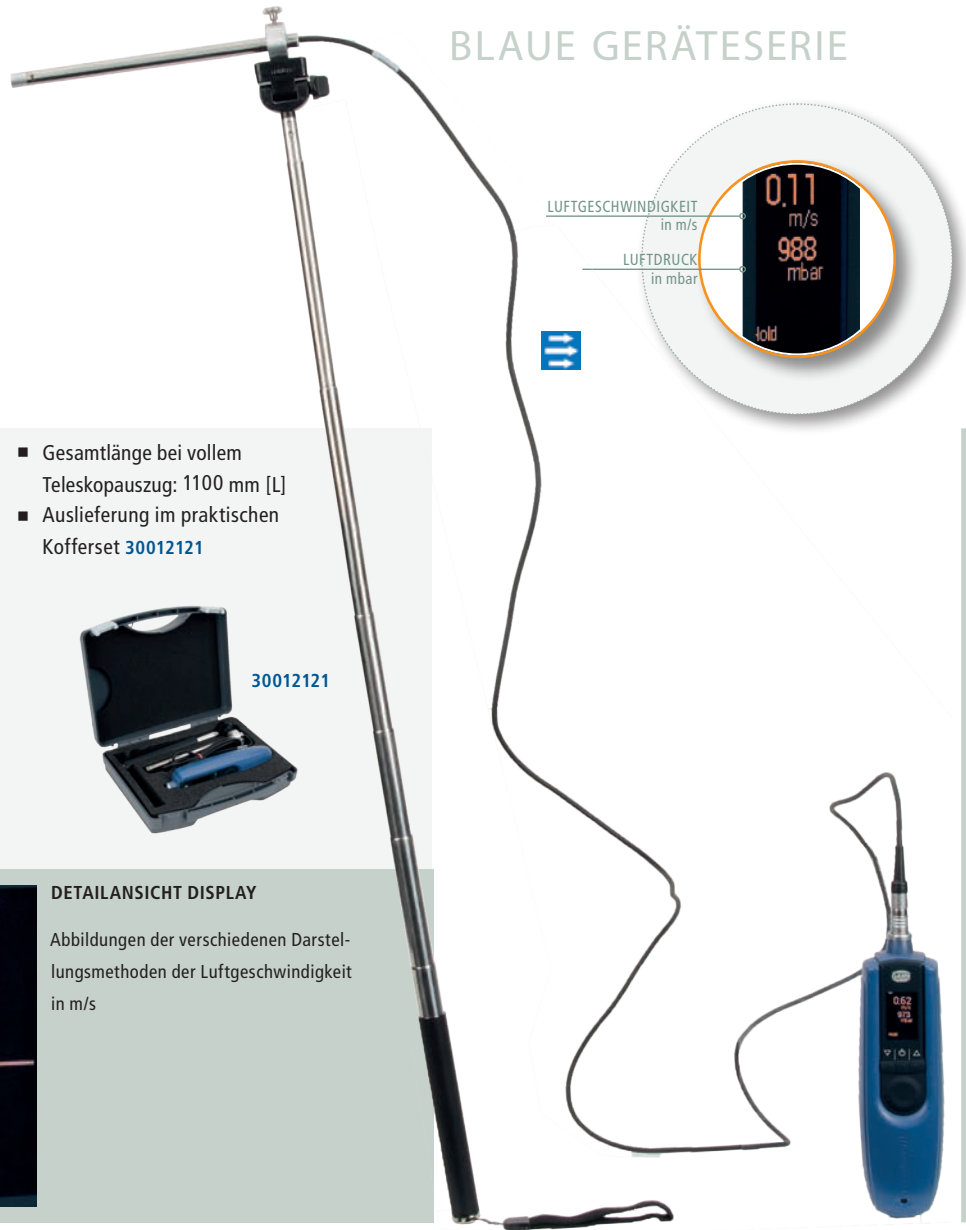 BLAUE GERÄTESERIE
0.11
m/s
988
mbar
Hold
LUFTGESCHWINDIGKEIT
in m/s
LUFTDRUCK
in mbar
■ Gesamtlänge bei vollem
Teleskopauszug: 1100 mm [L]
■ Auslieferung im praktischen
Kofferset 30012121
30012121
DETAILANSICHT DISPLAY
Abbildungen der verschiedenen Darstel-
lungsmethoden der Luftgeschwindigkeit
in m/s
0.62
m/s
973
mbar